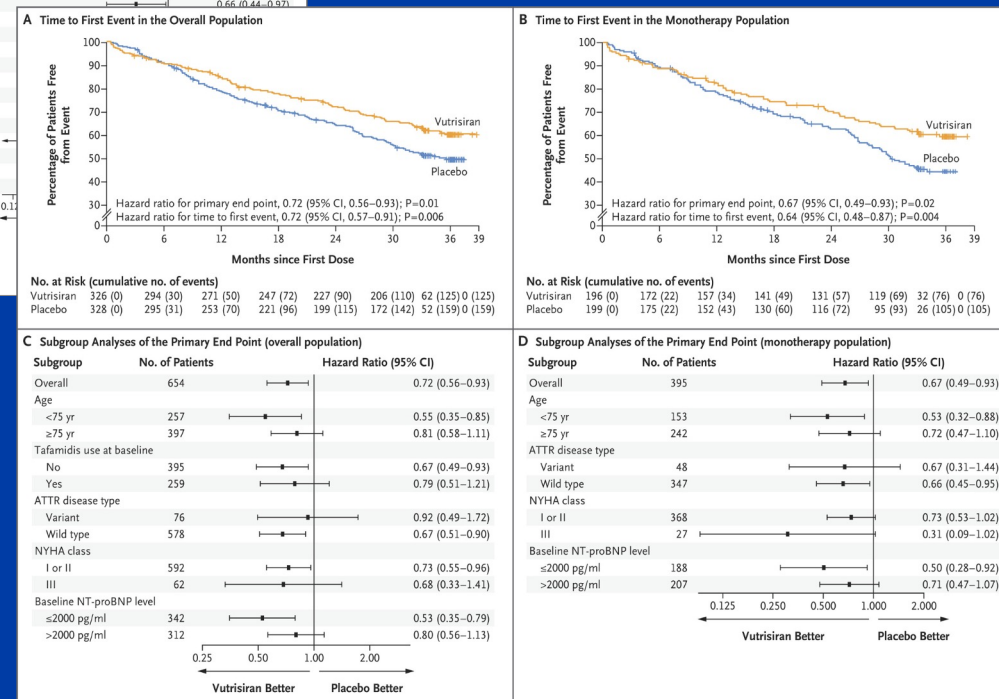 0.66 (0.44–0.97)
0.12
A Time to First Event in the Overall Population
Percentage of Patients Free from Event
100
90
80
70
60
50
40
30
0
Vutrisiran
Placebo
Hazard ratio for primary end point, 0.72 (95% CI, 0.56–0.93); P=0.01
Hazard ratio for time to first event, 0.72 (95% CI, 0.57–0.91); P=0.006
0 6 12 18 24 30 36 39
Months since First Dose
No. at Risk (cumulative no. of events)
Vutrisiran 326 (0) 294 (30) 271 (50) 247 (72) 227 (90) 206 (110) 62 (125) 0 (125)
Placebo 328 (0) 295 (31) 253 (70) 221 (96) 199 (115) 172 (142) 52 (159) 0 (159)
B Time to First Event in the Monotherapy Population
Percentage of Patients Free from Event
100
90
80
70
60
50
40
30
0
Vutrisiran
Placebo
Hazard ratio for primary end point, 0.67 (95% CI, 0.49–0.93); P=0.02
Hazard ratio for time to first event, 0.64 (95% CI, 0.48–0.87); P=0.004
0 6 12 18 24 30 36 39
Months since First Dose
No. at Risk (cumulative no. of events)
Vutrisiran 196 (0) 172 (22) 157 (34) 141 (49) 131 (57) 119 (69) 32 (76) 0 (76)
Placebo 199 (0) 175 (22) 152 (43) 130 (60) 116 (72) 95 (93) 26 (105) 0 (105)
C Subgroup Analyses of the Primary End Point (overall population)
Subgroup No. of Patients Hazard Ratio (95% CI)
Overall 654 0.72 (0.56–0.93)
Age
<75 yr 257 0.55 (0.35–0.85)
≥75 yr 397 0.81 (0.58–1.11)
Tafamidis use at baseline
No 395 0.67 (0.49–0.93)
Yes 259 0.79 (0.51–1.21)
ATTR disease type
Variant 76 0.92 (0.49–1.72)
Wild type 578 0.67 (0.51–0.90)
NYHA class
I or II 592 0.73 (0.55–0.96)
III 62 0.68 (0.33–1.41)
Baseline NT-proBNP level
≤2000 pg/ml 342 0.53 (0.35–0.79)
>2000 pg/ml 312 0.80 (0.56–1.13)
0.25 0.50 1.00 2.00
Vutrisiran Better Placebo Better
D Subgroup Analyses of the Primary End Point (monotherapy population)
Subgroup No. of Patients Hazard Ratio (95% CI)
Overall 395 0.67 (0.49–0.93)
Age
<75 yr 153 0.53 (0.32–0.88)
≥75 yr 242 0.72 (0.47–1.10)
ATTR disease type
Variant 48 0.67 (0.31–1.44)
Wild type 347 0.66 (0.45–0.95)
NYHA class
I or II 368 0.73 (0.53–1.02)
III 27 0.31 (0.09–1.02)
Baseline NT-proBNP level
≤2000 pg/ml 188 0.50 (0.28–0.92)
>2000 pg/ml 207 0.71 (0.47–1.07)
0.125 0.250 0.500 1.000 2.000
Vutrisiran Better Placebo Better